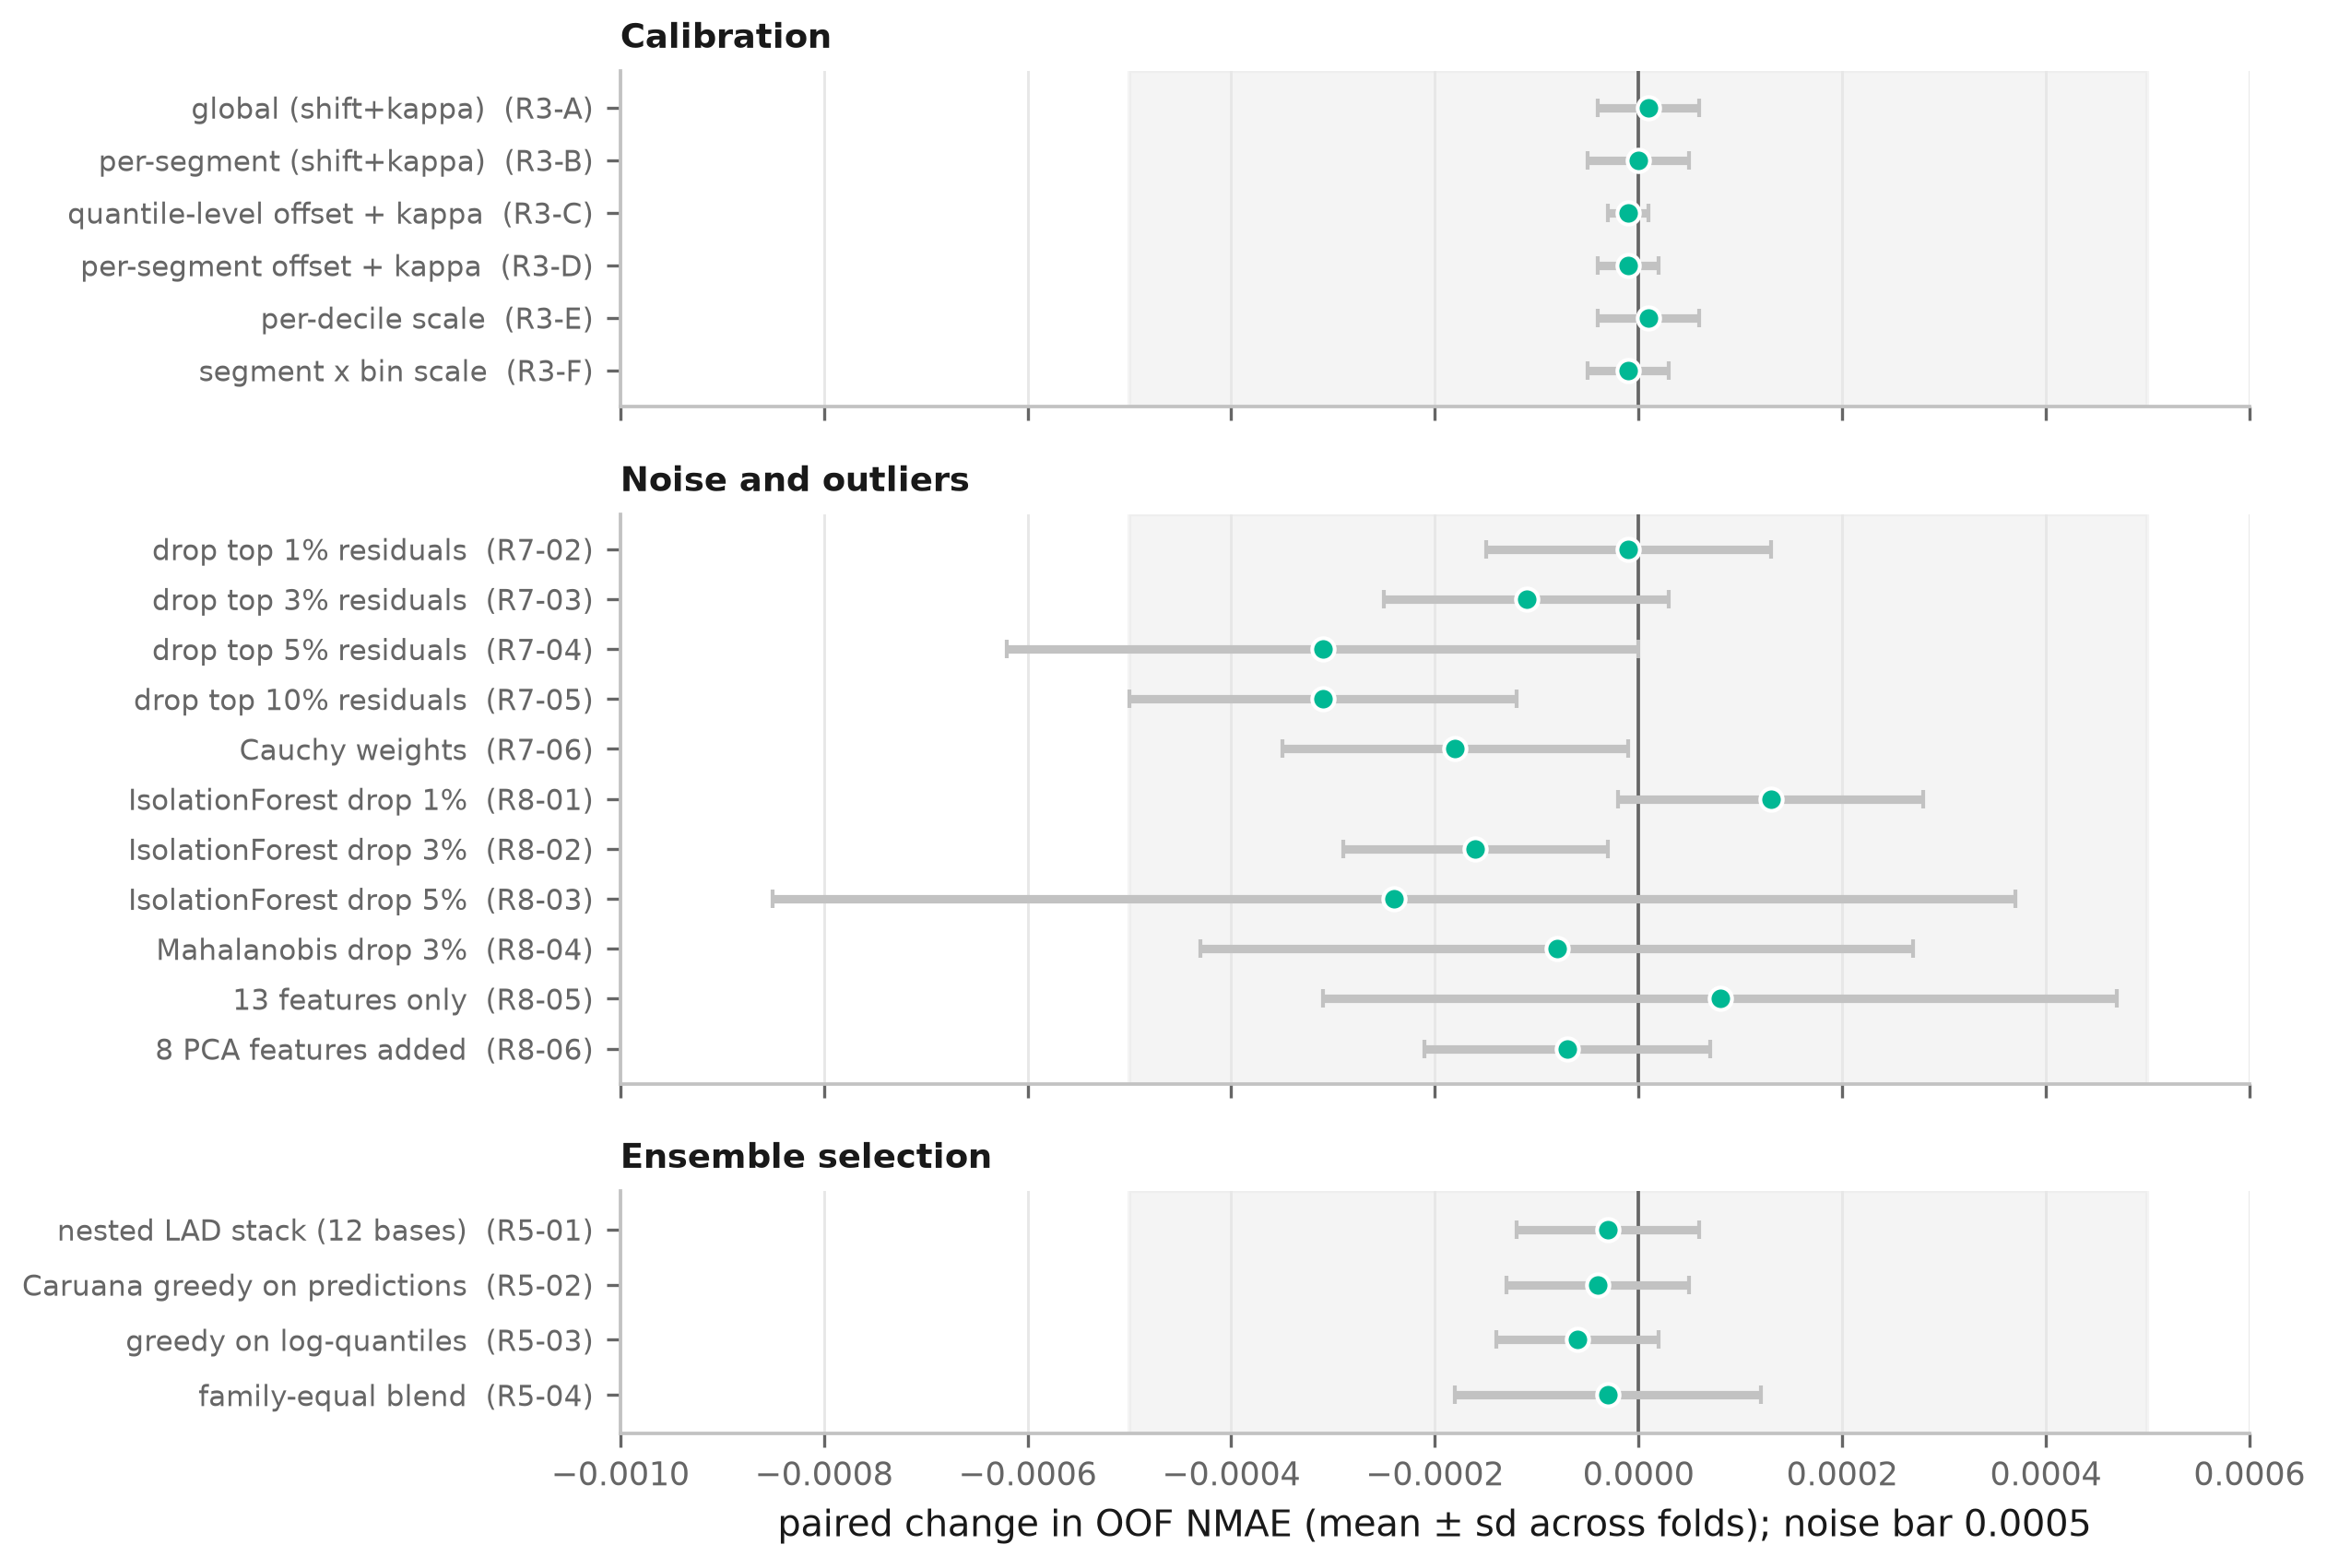 Calibration
global (shift+kappa) (R3-A)
per-segment (shift+kappa) (R3-B)
quantile-level offset + kappa (R3-C)
per-segment offset + kappa (R3-D)
per-decile scale (R3-E)
segment x bin scale (R3-F)
Noise and outliers
drop top 1% residuals (R7-02)
drop top 3% residuals (R7-03)
drop top 5% residuals (R7-04)
drop top 10% residuals (R7-05)
Cauchy weights (R7-06)
IsolationForest drop 1% (R8-01)
IsolationForest drop 3% (R8-02)
IsolationForest drop 5% (R8-03)
Mahalanobis drop 3% (R8-04)
13 features only (R8-05)
8 PCA features added (R8-06)
Ensemble selection
nested LAD stack (12 bases) (R5-01)
Caruana greedy on predictions (R5-02)
greedy on log-quantiles (R5-03)
family-equal blend (R5-04)
−0.0010 −0.0008 −0.0006 −0.0004 −0.0002 0.0000 0.0002 0.0004 0.0006
paired change in OOF NMAE (mean ± sd across folds); noise bar 0.0005